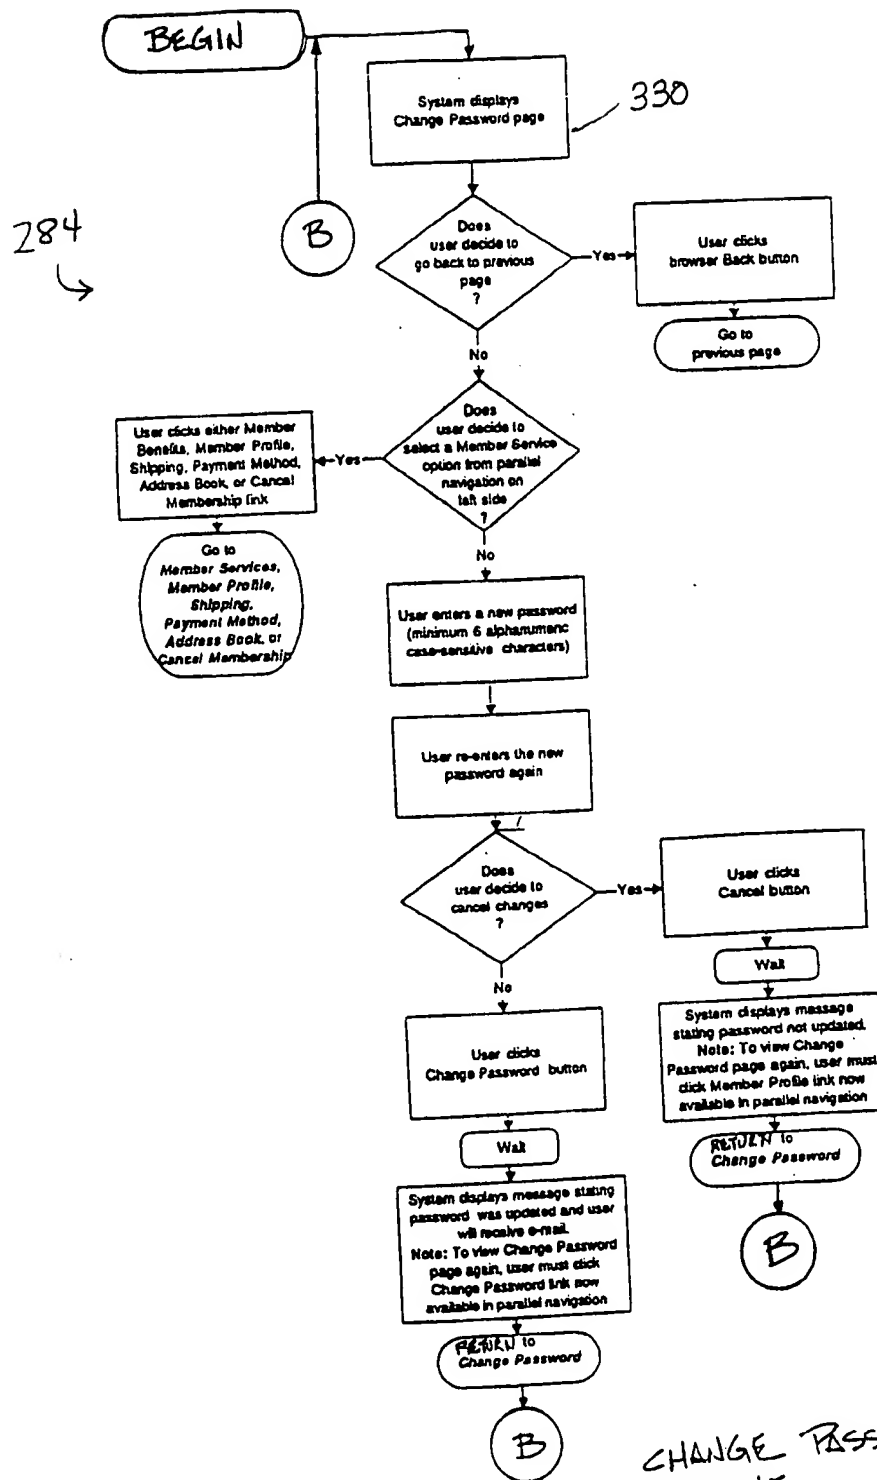 BEGIN
System displays
Change Password page
330
284
B
Does
user decide to
go back to previous
page
?
Yes
User clicks
browser Back button
Go to
previous page
No
Does
user decide to
select a Member Service
option from parallel
navigation on
left side
?
Yes
User clicks either Member
Benefits, Member Profile,
Shipping, Payment Method,
Address Book, or Cancel
Membership link
Go to
Member Services,
Member Profile,
Shipping,
Payment Method,
Address Book, or
Cancel Membership
No
User enters a new password
(minimum 6 alphanumeric
case-sensitive characters)
User re-enters the new
password again
Does
user decide to
cancel changes
?
Yes
User clicks
Cancel button
Wait
System displays message
stating password not updated.
Note: To view Change
Password page again, user must
click Member Profile link now
available in parallel navigation
RETURN to
Change Password
B
No
User clicks
Change Password button
Wait
System displays message stating
password was updated and user
will receive e-mail.
Note: To view Change Password
page again, user must click
Change Password link now
available in parallel navigation
RETURN to
Change Password
B
CHANGE PASS